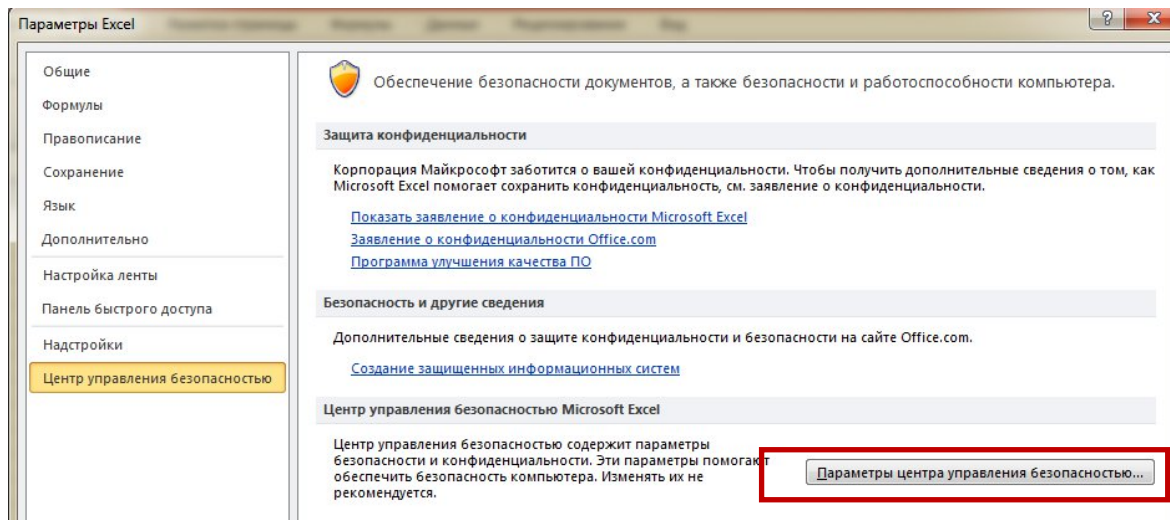 Параметры Excel
Общие
Формулы
Правописание
Сохранение
Язык
Дополнительно
Настройка ленты
Панель быстрого доступа
Надстройки
Центр управления безопасностью
Обеспечение безопасности документов, а также безопасности и работоспособности компьютера.
Защита конфиденциальности
Корпорация Майкрософт заботится о вашей конфиденциальности. Чтобы получить дополнительные сведения о том, как
Microsoft Excel помогает сохранить конфиденциальность, см. заявление о конфиденциальности.
Показать заявление о конфиденциальности Microsoft Excel
Заявление о конфиденциальности Office.com
Программа улучшения качества ПО
Безопасность и другие сведения
Дополнительные сведения о защите конфиденциальности и безопасности на сайте Office.com.
Создание защищенных информационных систем
Центр управления безопасностью Microsoft Excel
Центр управления безопасностью содержит параметры
безопасности и конфиденциальности. Эти параметры помогают
обеспечить безопасность компьютера. Изменять их не
рекомендуется.
Параметры центра управления безопасностью...